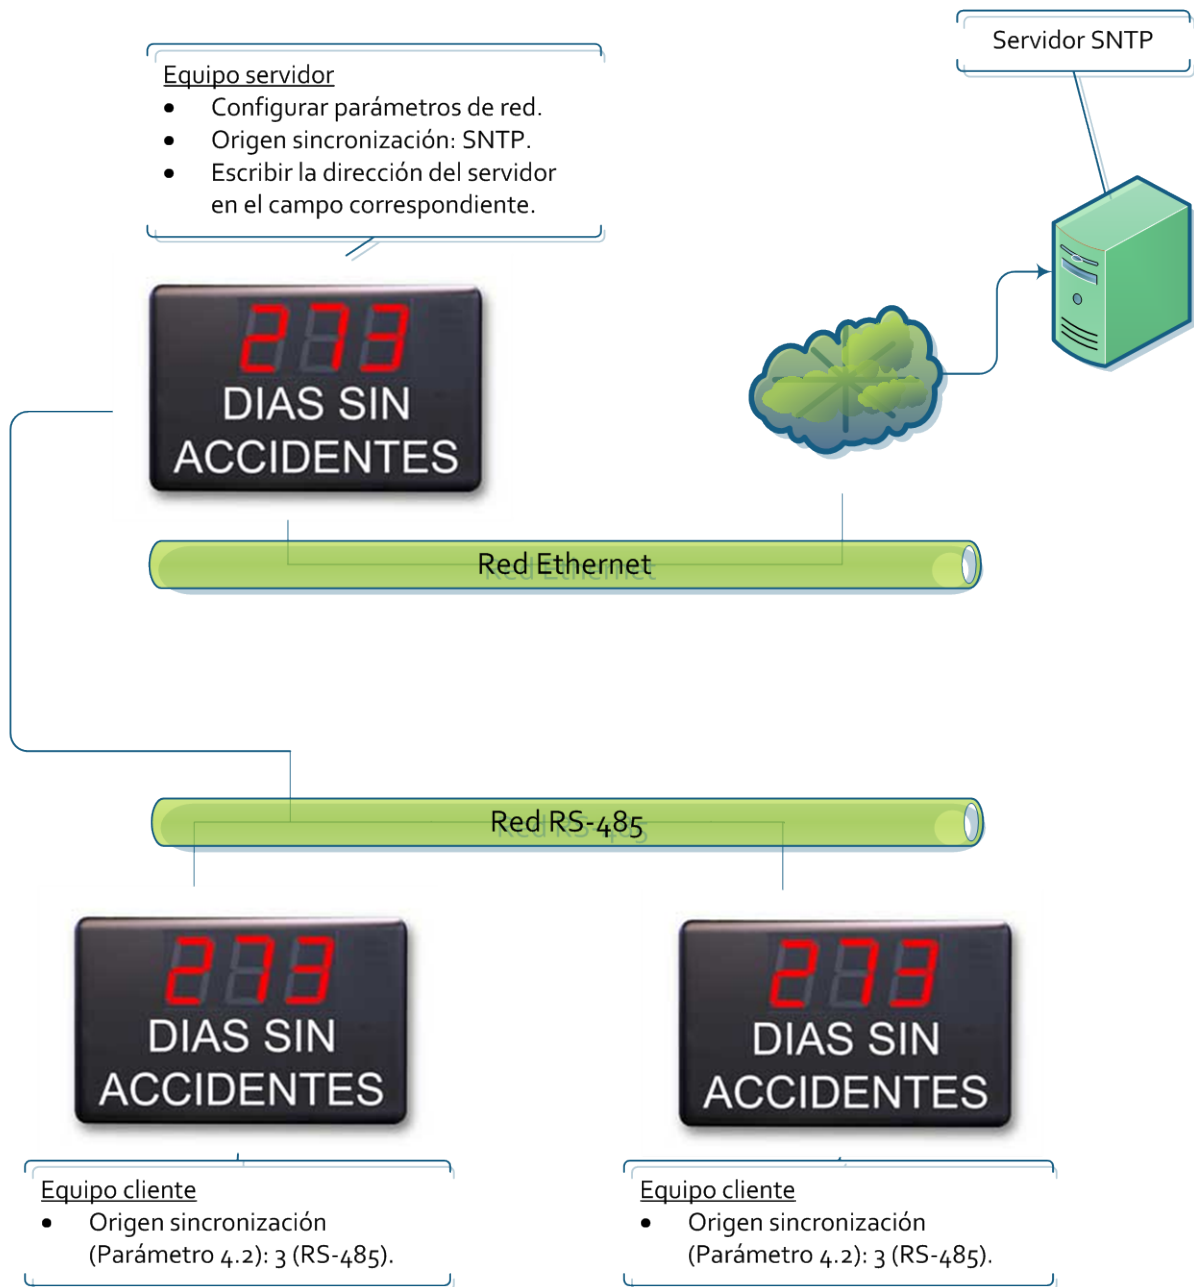 Servidor SNTP
Equipo servidor
• Configurar parámetros de red.
• Origen sincronización: SNTP.
• Escribir la dirección del servidor
en el campo correspondiente.
273
DIAS SIN
ACCIDENTES
Red Ethernet
Red RS-485
273
DIAS SIN
ACCIDENTES
273
DIAS SIN
ACCIDENTES
Equipo cliente
• Origen sincronización
(Parámetro 4.2): 3 (RS-485).
Equipo cliente
• Origen sincronización
(Parámetro 4.2): 3 (RS-485).